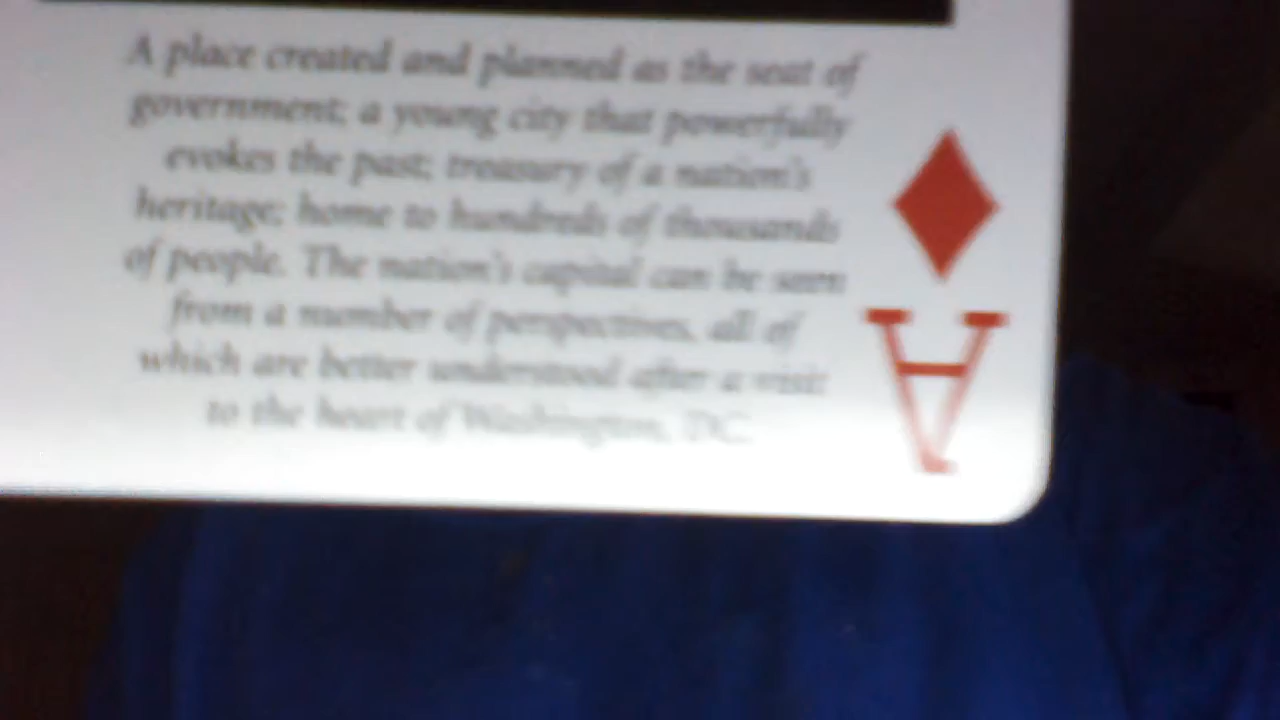 A place created and planned as the seat of
government; a young city that powerfully
evokes the past; treasury of a nation's
heritage; home to hundreds of thousands
of people. The nation's capital can be seen
from a number of perspectives, all of
which are better understood after a visit
to the heart of Washington, DC.
A